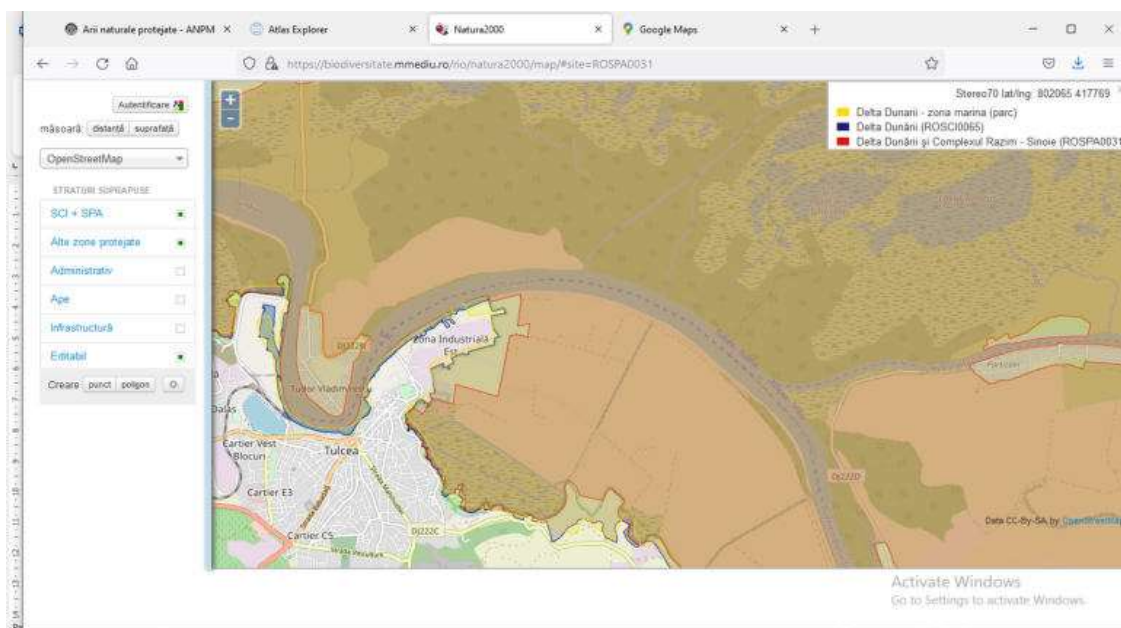 Arii naturale protejate - ANPM
Atlas Explorer
Natura2000
Google Maps
https://biodiversitate.mmediu.ro/rio/natura2000/map/#site=ROSPA0031
Autentificare
măsoară: distanță suprafață
OpenStreetMap
STRATURI SUPRAPUSE
SCI + SPA
Alte zone protejate
Administrativ
Ape
Infrastructură
Editabil
Creare punct poligon
Stereo70 lat/lng: 802065 417769
Delta Dunarii - zona marina (parc)
Delta Dunării (ROSCI0065)
Delta Dunării și Complexul Razim - Sinoie (ROSPA0031
DJ222N
Zona Industrială
Est
Tudor Vladimirescu
Partizani
Dalas
Cartier Vest
Blocuri
Tulcea
Cartier E3
Cartier C5
DJ222C
DJ222D
Data CC-By-SA by OpenStreetMap
Activate Windows
Go to Settings to activate Windows.